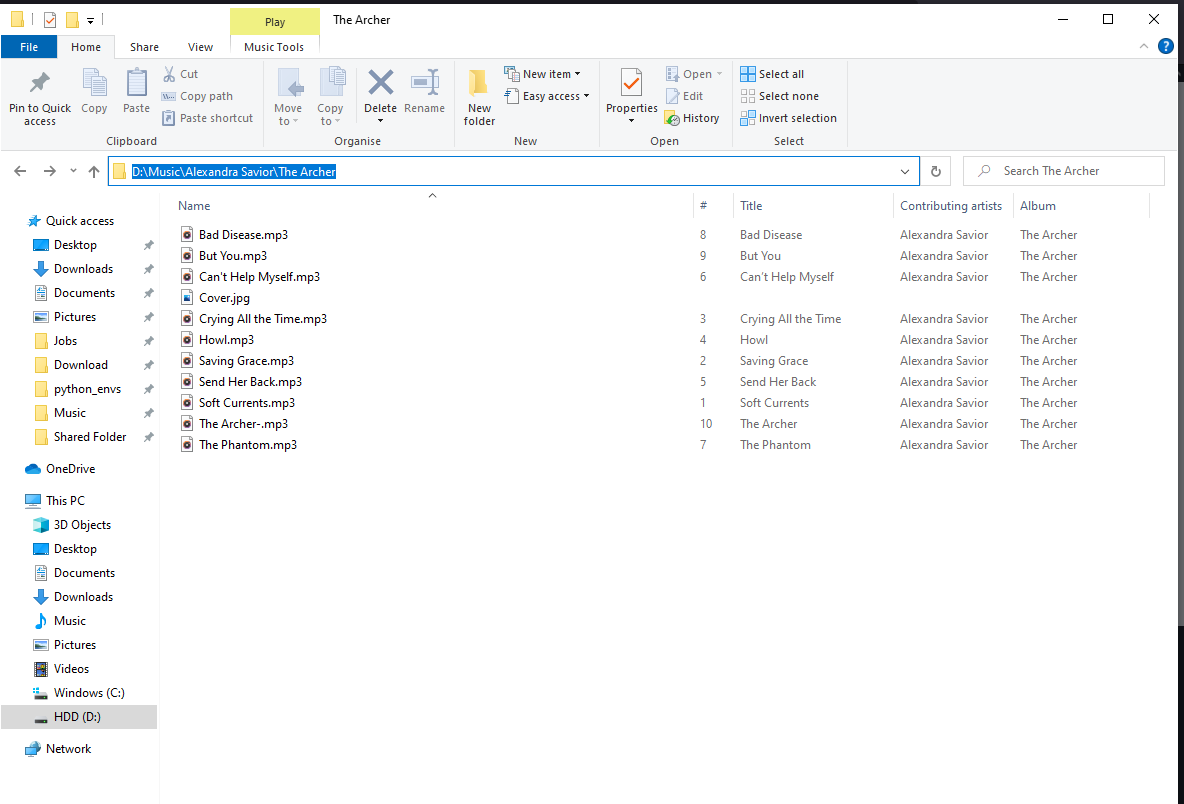 Play The Archer
File Home Share View Music Tools
Pin to Quick access
Copy
Paste
Cut
Copy path
Paste shortcut
Clipboard
Move to
Copy to
Delete
Rename
Organise
New folder
New item
Easy access
New
Properties
Open
Edit
History
Open
Select all
Select none
Invert selection
Select
D:\Music\Alexandra Savior\The Archer
Search The Archer
Quick access
Desktop
Downloads
Documents
Pictures
Jobs
Download
python_envs
Music
Shared Folder
OneDrive
This PC
3D Objects
Desktop
Documents
Downloads
Music
Pictures
Videos
Windows (C:)
HDD (D:)
Network
Name # Title Contributing artists Album
Bad Disease.mp3 8 Bad Disease Alexandra Savior The Archer
But You.mp3 9 But You Alexandra Savior The Archer
Can't Help Myself.mp3 6 Can't Help Myself Alexandra Savior The Archer
Cover.jpg
Crying All the Time.mp3 3 Crying All the Time Alexandra Savior The Archer
Howl.mp3 4 Howl Alexandra Savior The Archer
Saving Grace.mp3 2 Saving Grace Alexandra Savior The Archer
Send Her Back.mp3 5 Send Her Back Alexandra Savior The Archer
Soft Currents.mp3 1 Soft Currents Alexandra Savior The Archer
The Archer-.mp3 10 The Archer Alexandra Savior The Archer
The Phantom.mp3 7 The Phantom Alexandra Savior The Archer